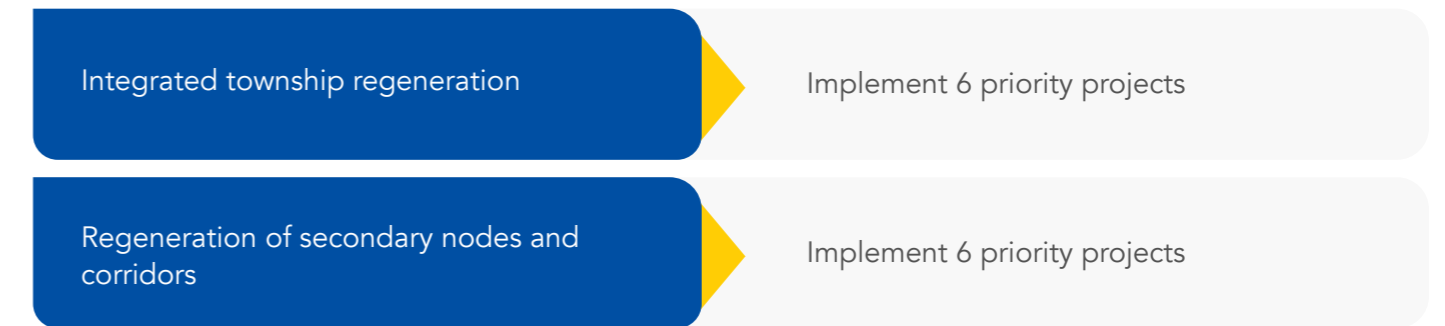 Integrated township regeneration
Implement 6 priority projects
Regeneration of secondary nodes and
corridors
Implement 6 priority projects